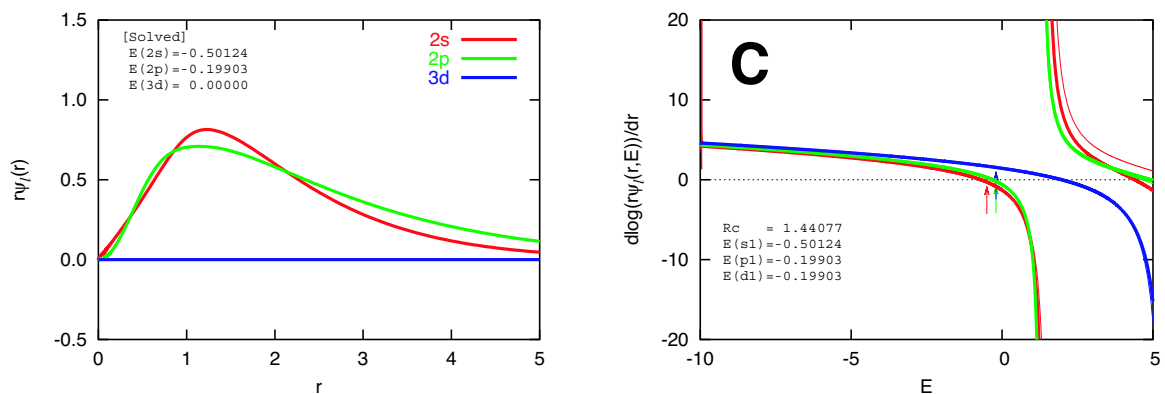 1.5
1.0
0.5
0.0
-0.5
rψl(r)
[Solved]
E(2s)=-0.50124
E(2p)=-0.19903
E(3d)= 0.00000
2s
2p
3d
0 1 2 3 4 5
r
20
10
0
-10
-20
dlog(rψl(r,E))/dr
C
Rc = 1.44077
E(s1)=-0.50124
E(p1)=-0.19903
E(d1)=-0.19903
-10 -5 0 5
E